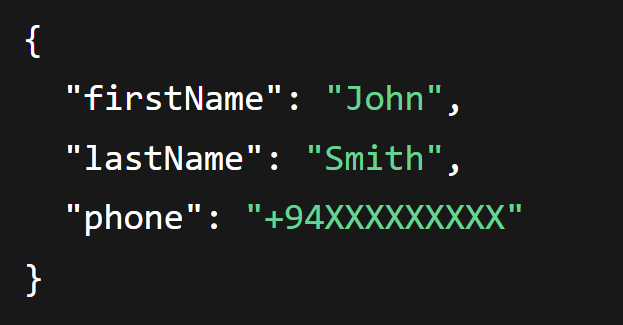 {
  "firstName": "John",
  "lastName": "Smith",
  "phone": "+94XXXXXXXXX"
}